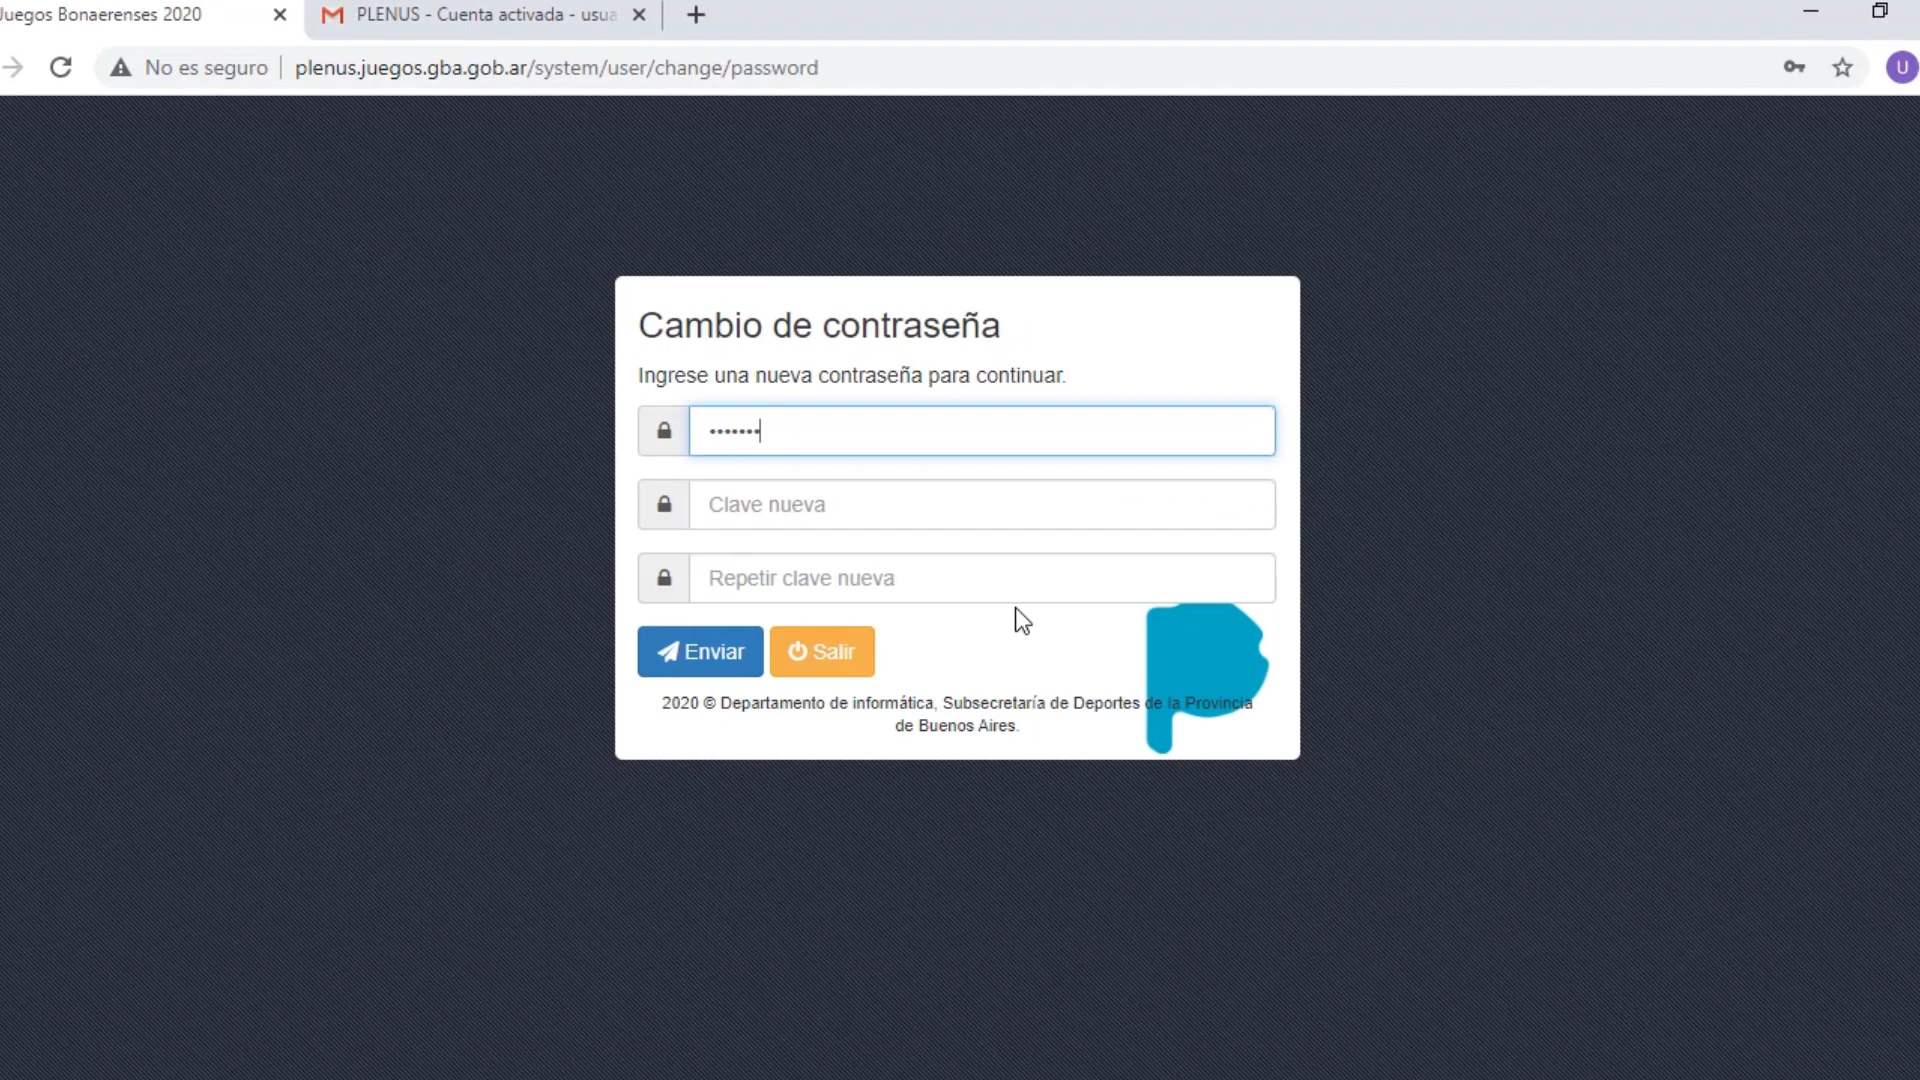 Juegos Bonaerenses 2020
PLENUS - Cuenta activada - usua
No es seguro
plenus.juegos.gba.gob.ar/system/user/change/password
U
Cambio de contraseña
Ingrese una nueva contraseña para continuar.
•••••••
Clave nueva
Repetir clave nueva
Enviar
Salir
2020 © Departamento de informática, Subsecretaría de Deportes de la Provincia
de Buenos Aires.